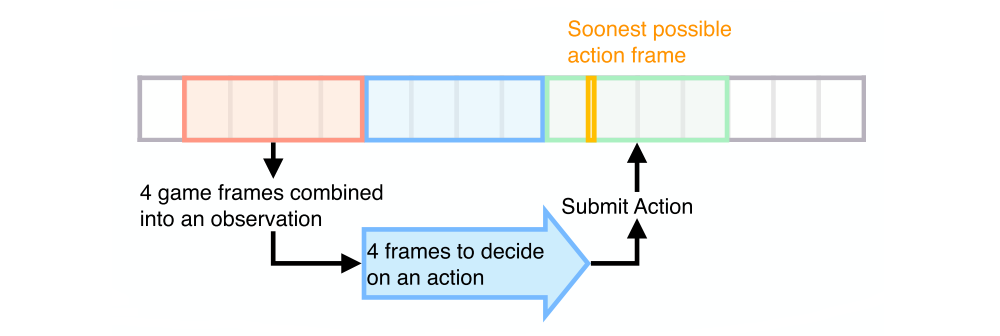 Soonest possible
action frame
4 game frames combined
into an observation
4 frames to decide
on an action
Submit Action